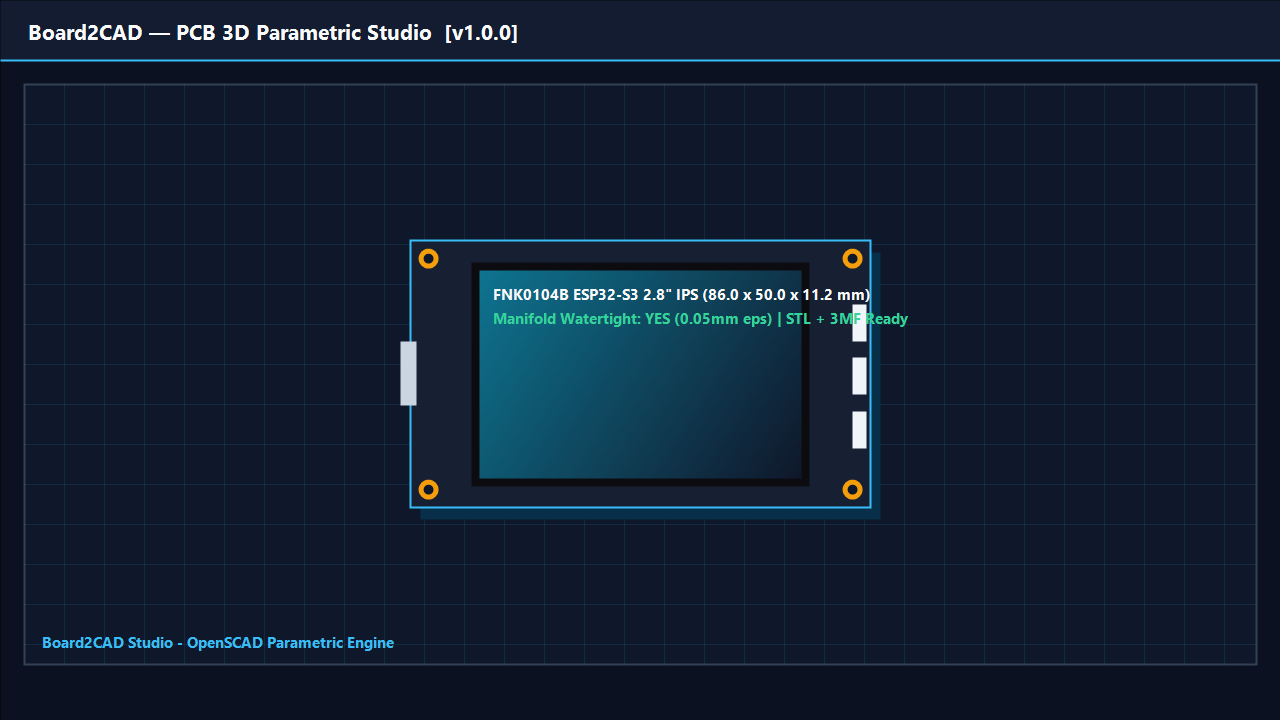 Board2CAD — PCB 3D Parametric Studio [v1.0.0]
FNK0104B ESP32-S3 2.8" IPS (86.0 x 50.0 x 11.2 mm)
Manifold Watertight: YES (0.05mm eps) | STL + 3MF Ready
Board2CAD Studio - OpenSCAD Parametric Engine